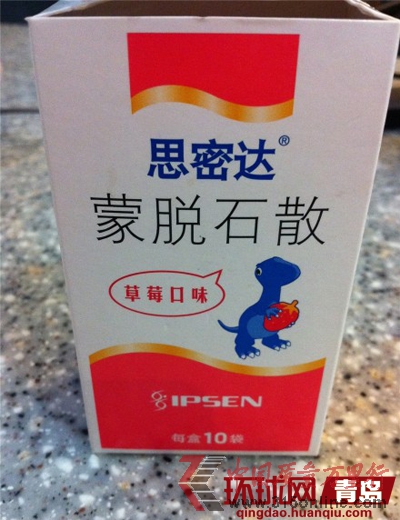 思密达®
蒙脱石散
草莓口味
IPSEN
每盒10袋
环球网 青岛
qingdao.huanqiu.com